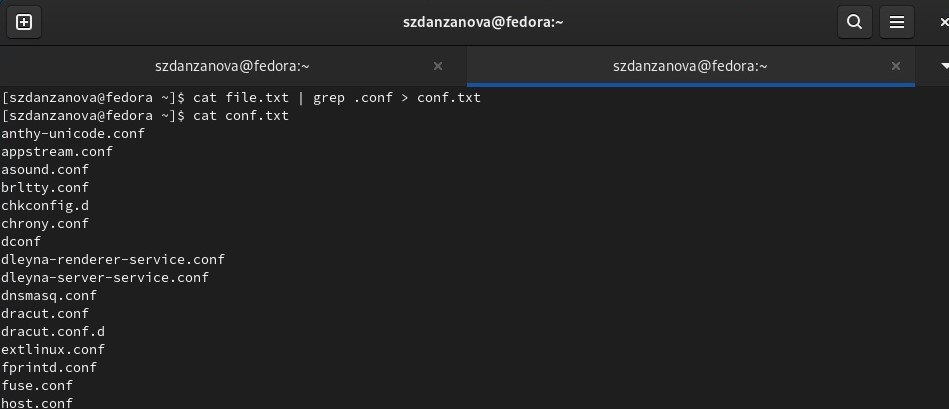 szdanzanova@fedora:~
szdanzanova@fedora:~ szdanzanova@fedora:~
[szdanzanova@fedora ~]$ cat file.txt | grep .conf > conf.txt
[szdanzanova@fedora ~]$ cat conf.txt
anthy-unicode.conf
appstream.conf
asound.conf
brltty.conf
chkconfig.d
chrony.conf
dconf
dleyna-renderer-service.conf
dleyna-server-service.conf
dnsmasq.conf
dracut.conf
dracut.conf.d
extlinux.conf
fprintd.conf
fuse.conf
host.conf